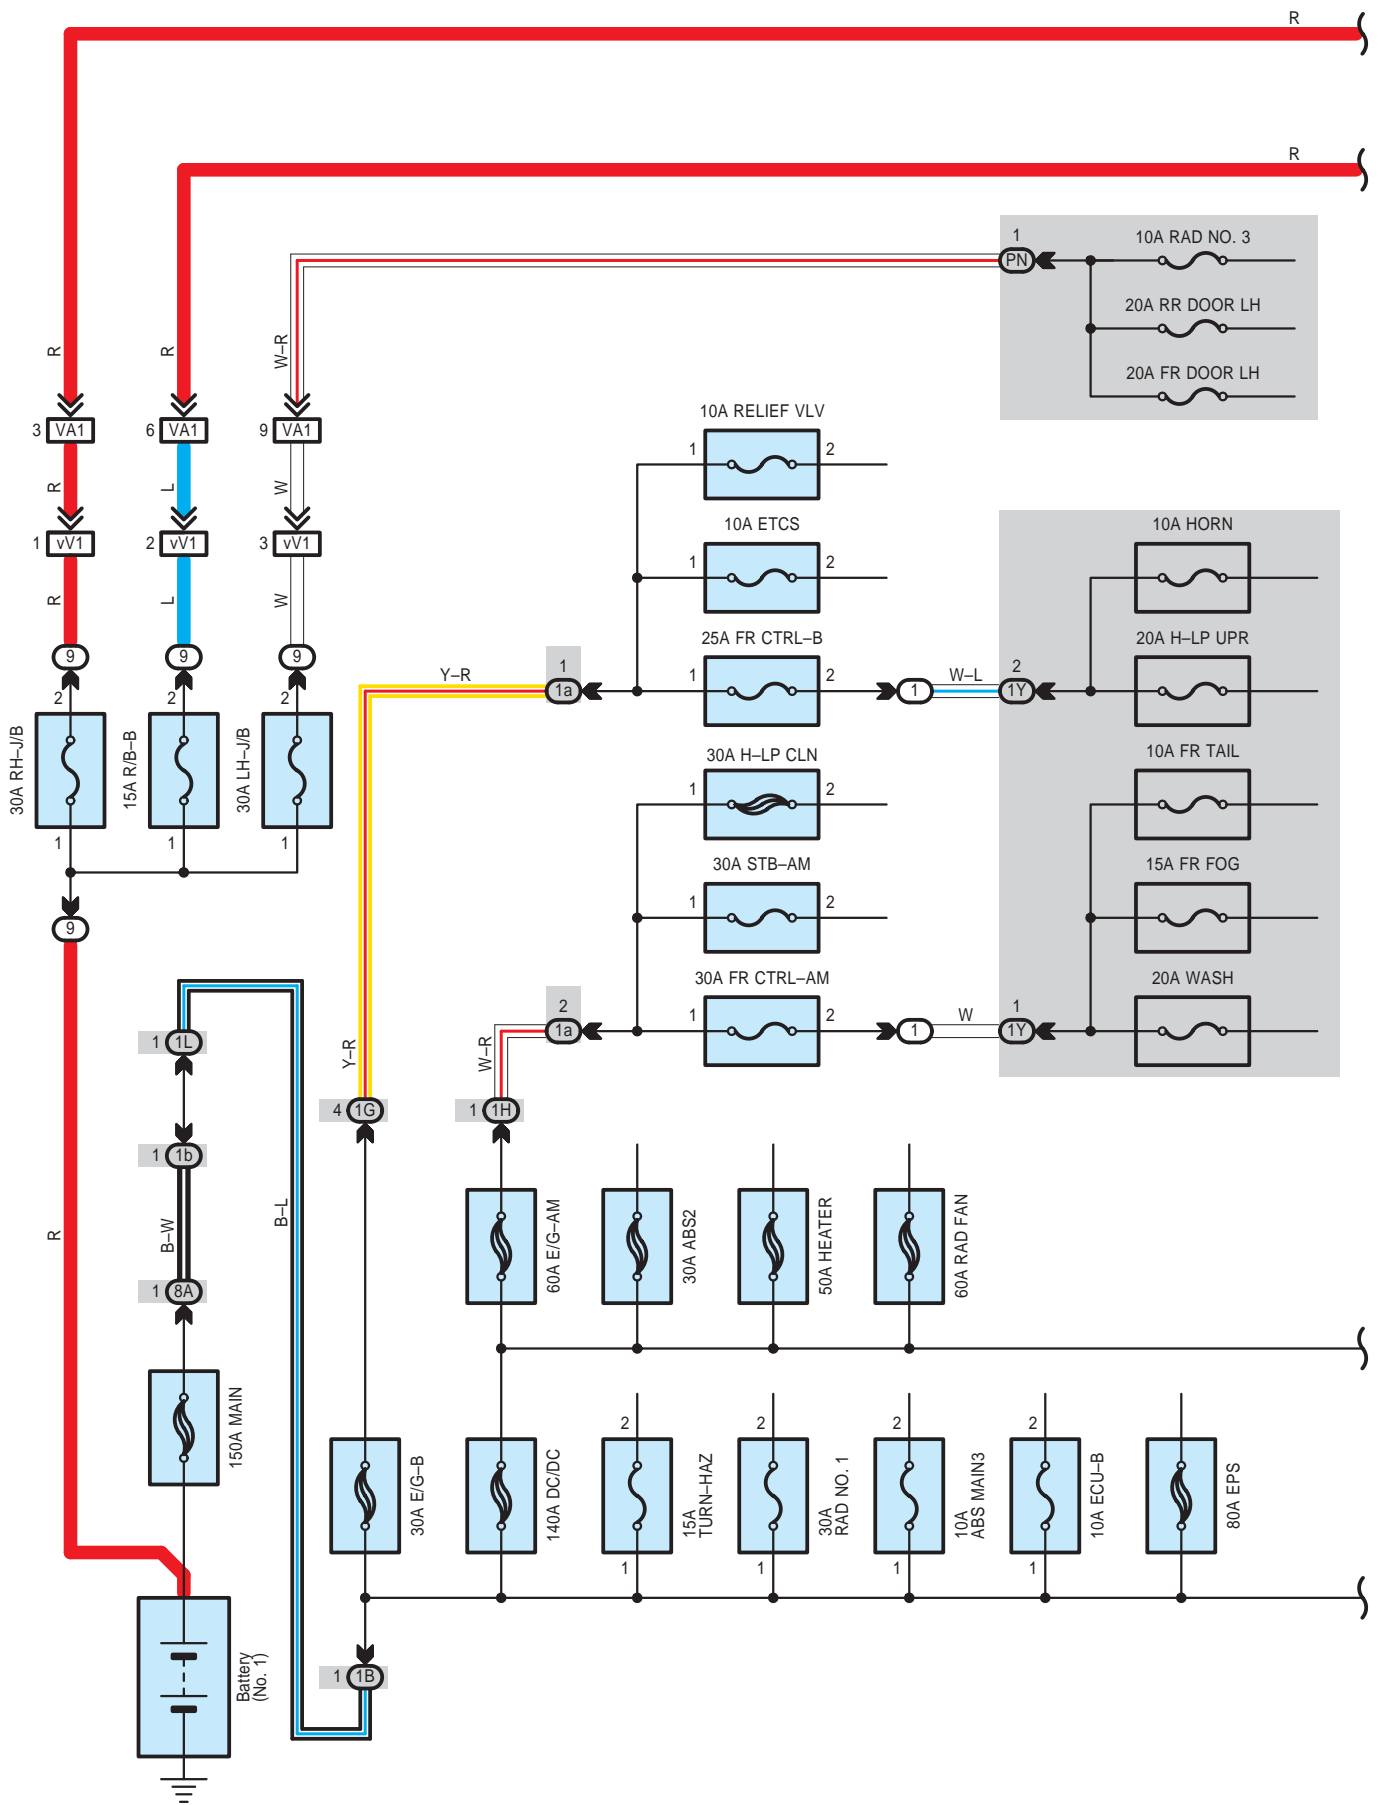 R
R
1
PN
10A RAD NO. 3
20A RR DOOR LH
20A FR DOOR LH
R
R
W–R
3 VA1
6 VA1
9 VA1
R
L
W
1 vV1
2 vV1
3 vV1
R
L
W
9
9
9
2
2
2
30A RH–J/B
15A R/B–B
30A LH–J/B
1
1
1
9
10A RELIEF VLV
1
2
10A ETCS
1
2
25A FR CTRL–B
1
2
Y–R
1
1a
1
W–L
2
1Y
10A HORN
20A H–LP UPR
30A H–LP CLN
1
2
30A STB–AM
1
2
30A FR CTRL–AM
1
2
2
1a
1
W
1
1Y
10A FR TAIL
15A FR FOG
20A WASH
1 1L
Y–R
W–R
4 1G
1 1H
1 1b
R
B–W
B–L
1 8A
60A E/G–AM
30A ABS2
50A HEATER
60A RAD FAN
150A MAIN
30A E/G–B
140A DC/DC
2
15A
TURN–HAZ
1
2
30A
RAD NO. 1
1
2
10A
ABS MAIN3
1
2
10A ECU–B
1
80A EPS
1 1B
Battery
(No. 1)